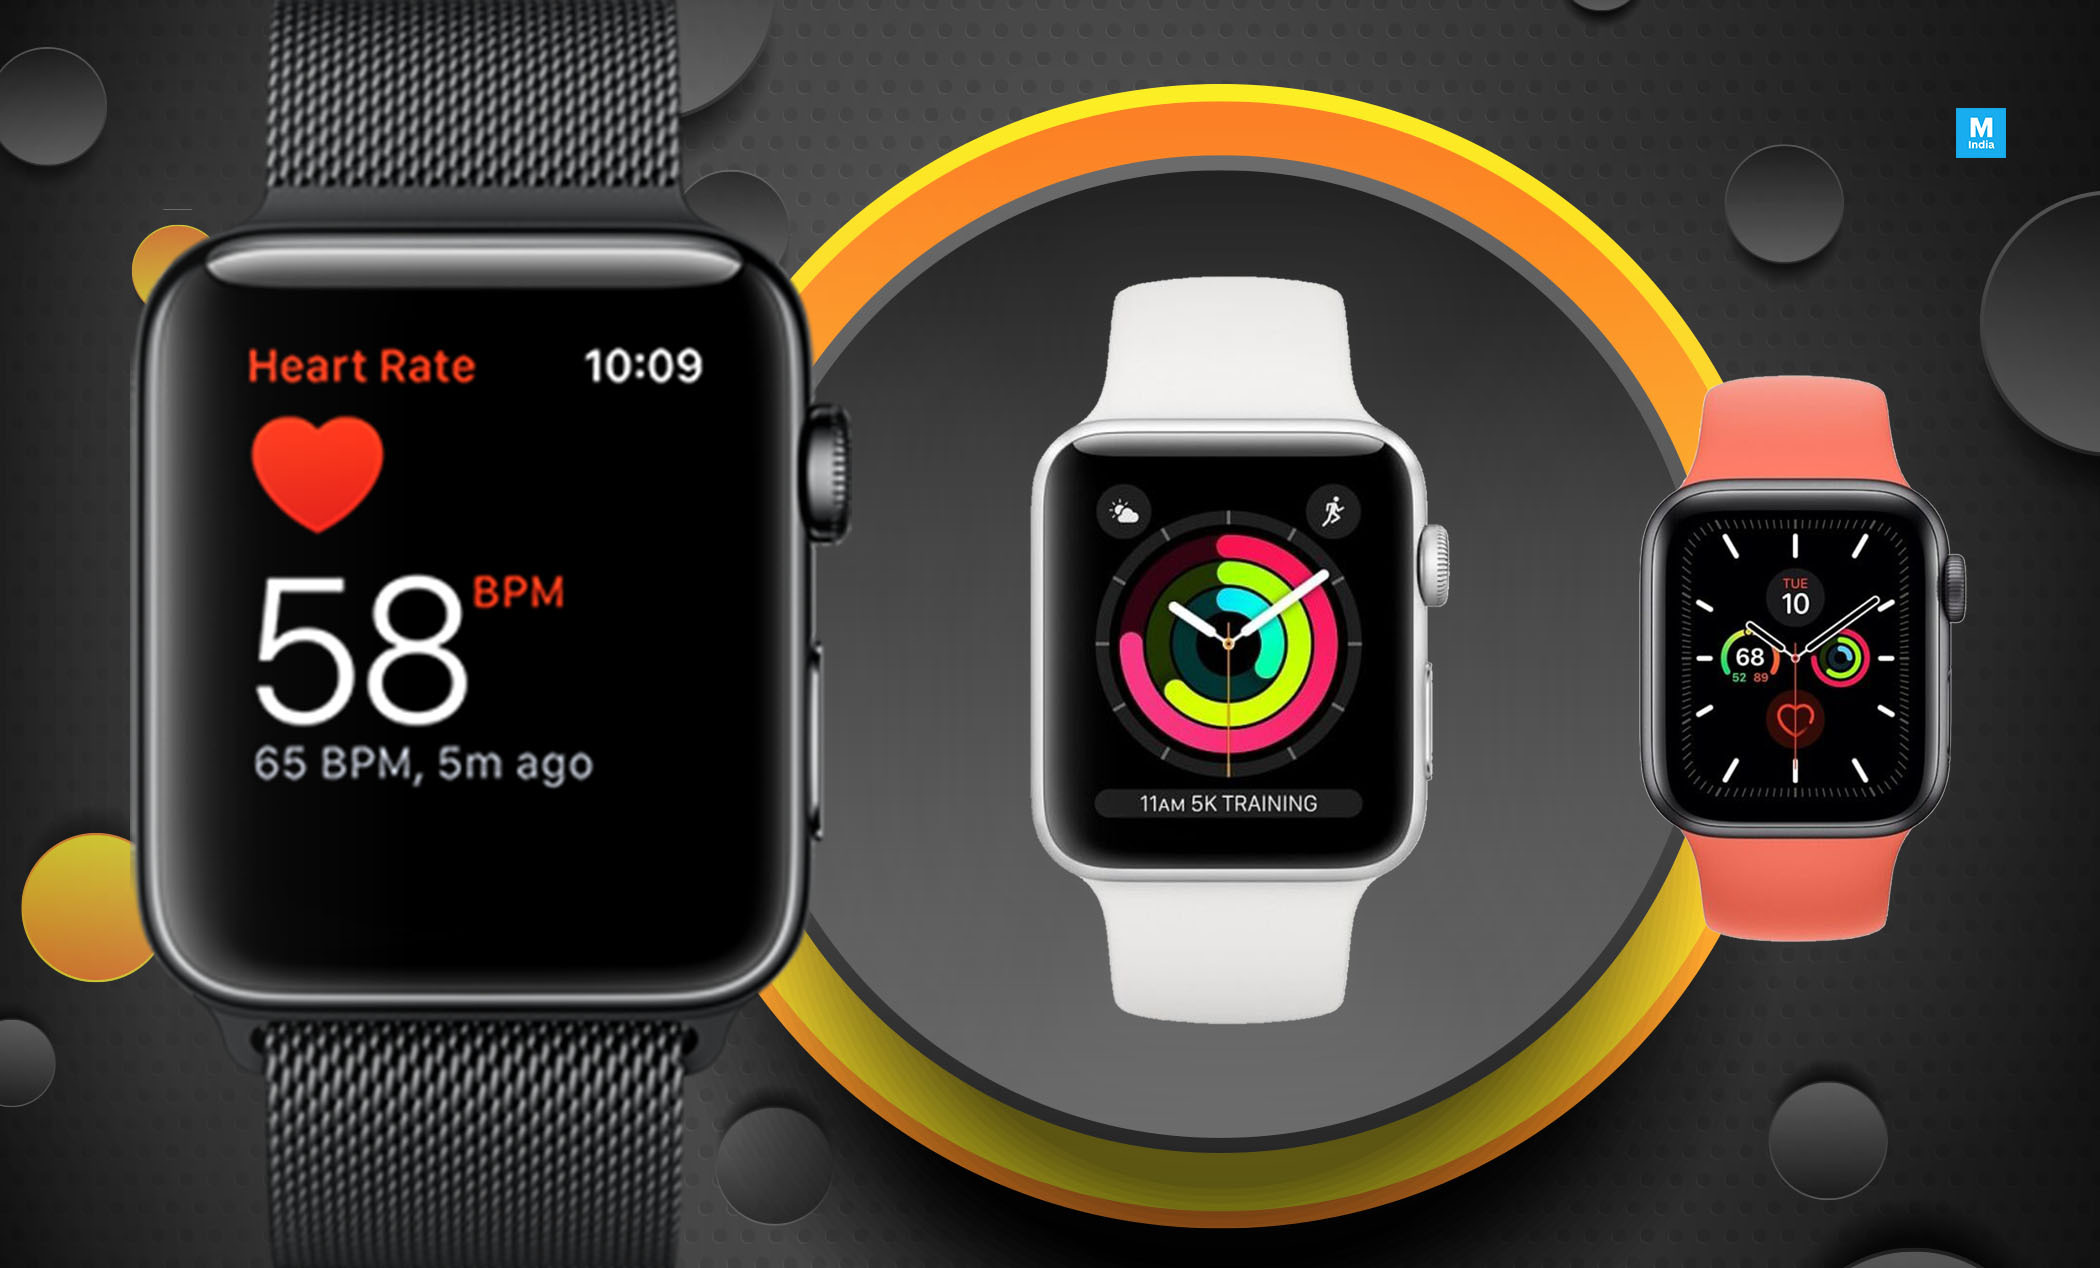 M
India
Heart Rate
10:09
58 BPM
65 BPM, 5m ago
11AM 5K TRAINING
TUE
10
68
52 89